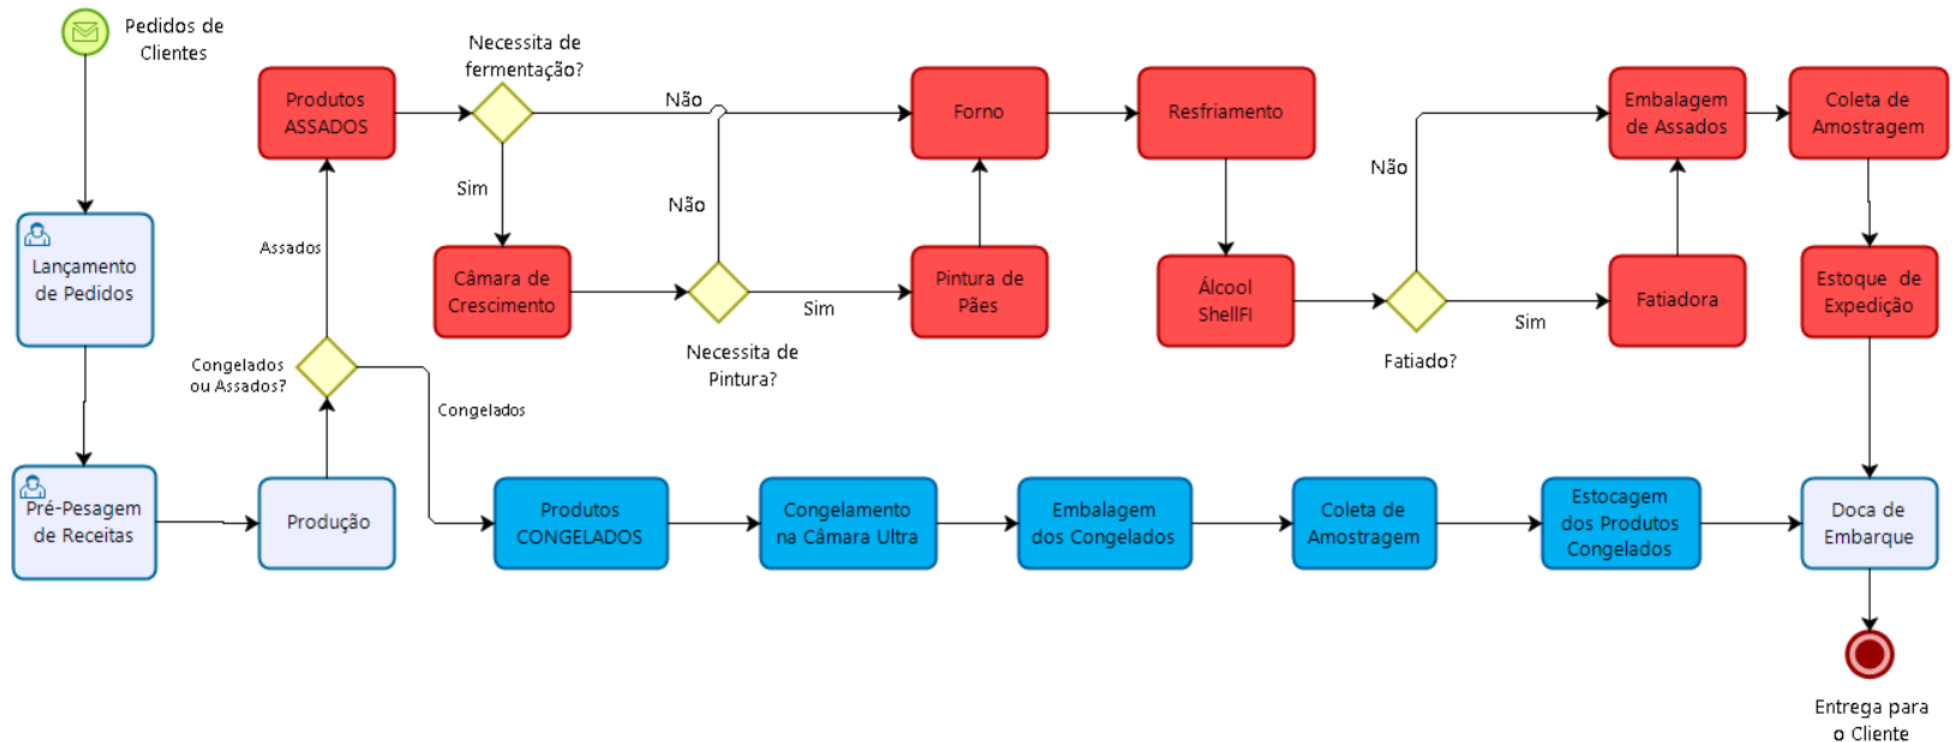 Pedidos de
Clientes
Necessita de
fermentação?
Produtos
ASSADOS
Não
Forno
Resfriamento
Embalagem
de Assados
Coleta de
Amostragem
Sim
Não
Não
Assados
Lançamento
de Pedidos
Câmara de
Crescimento
Sim
Pintura de
Pães
Álcool
ShellFI
Sim
Fatiadora
Estoque de
Expedição
Necessita de
Pintura?
Fatiado?
Congelados
ou Assados?
Congelados
Pré-Pesagem
de Receitas
Produção
Produtos
CONGELADOS
Congelamento
na Câmara Ultra
Embalagem
dos Congelados
Coleta de
Amostragem
Estocagem
dos Produtos
Congelados
Doca de
Embarque
Entrega para
o Cliente